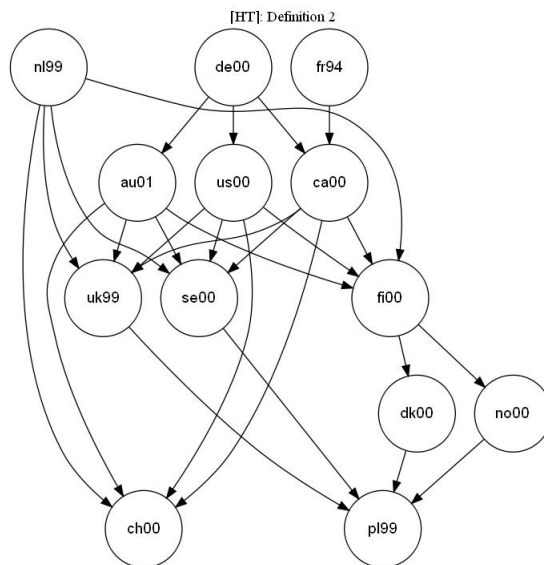 [HT]: Definition 2
nl99
de00
fr94
au01
us00
ca00
uk99
se00
fi00
dk00
no00
ch00
pl99